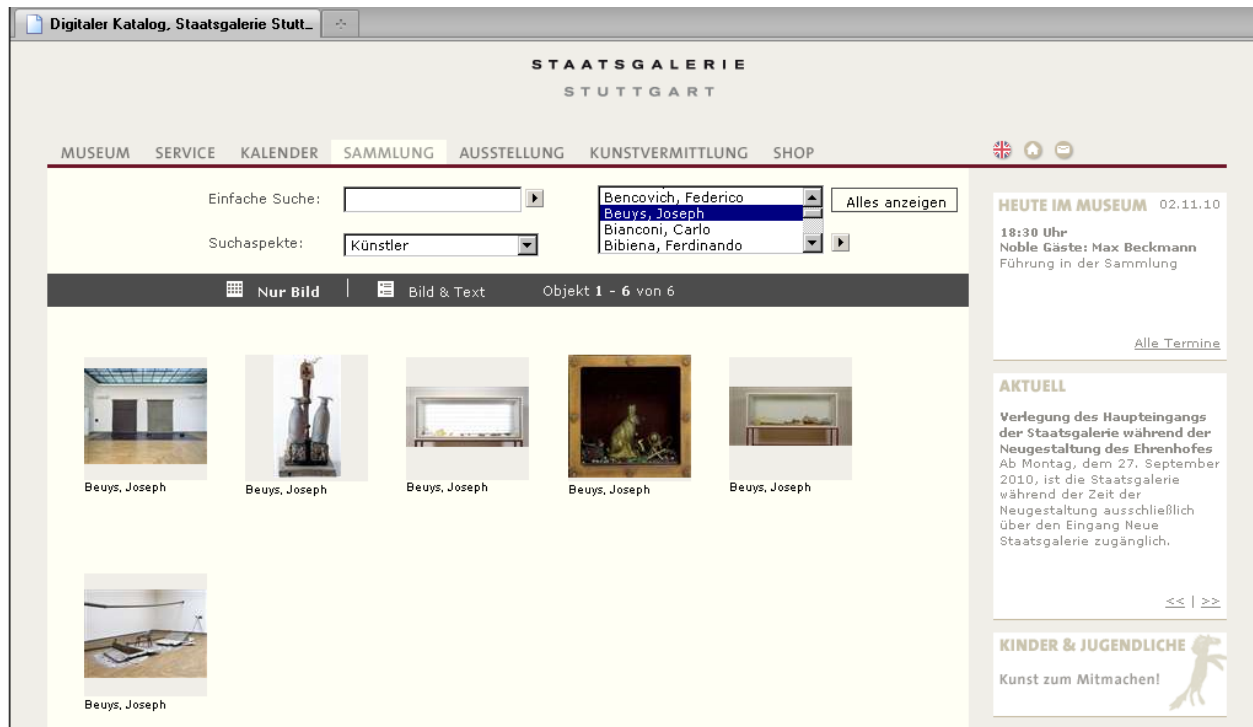 Digitaler Katalog, Staatsgalerie Stutt...
STAATSGALERIE
STUTTGART
MUSEUM SERVICE KALENDER SAMMLUNG AUSSTELLUNG KUNSTVERMITTLUNG SHOP
Einfache Suche:
Suchaspekte:
Künstler
Bencovich, Federico
Beuys, Joseph
Bianconi, Carlo
Bibiena, Ferdinando
Alles anzeigen
Nur Bild | Bild & Text Objekt 1 - 6 von 6
Beuys, Joseph
Beuys, Joseph
Beuys, Joseph
Beuys, Joseph
Beuys, Joseph
Beuys, Joseph
HEUTE IM MUSEUM 02.11.10
18:30 Uhr
Noble Gäste: Max Beckmann
Führung in der Sammlung
Alle Termine
AKTUELL
Verlegung des Haupteingangs
der Staatsgalerie während der
Neugestaltung des Ehrenhofes
Ab Montag, dem 27. September
2010, ist die Staatsgalerie
während der Zeit der
Neugestaltung ausschließlich
über den Eingang Neue
Staatsgalerie zugänglich.
<< | >>
KINDER & JUGENDLICHE
Kunst zum Mitmachen!